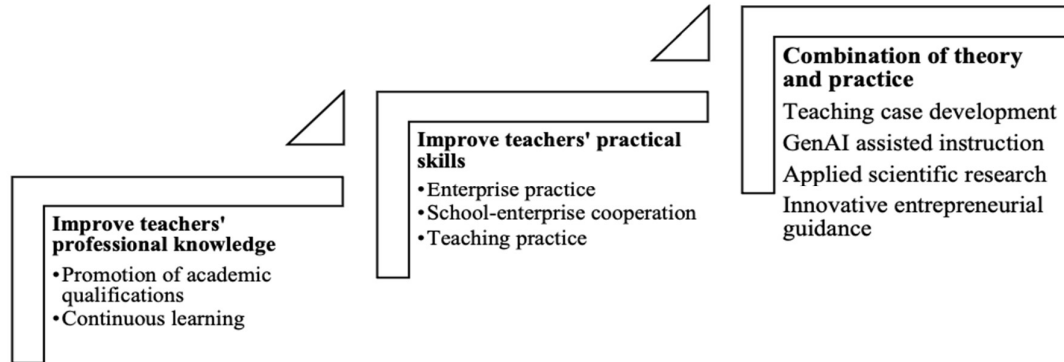 Improve teachers'
professional knowledge
•Promotion of academic
qualifications
•Continuous learning
Improve teachers' practical
skills
•Enterprise practice
•School-enterprise cooperation
•Teaching practice
Combination of theory
and practice
Teaching case development
GenAI assisted instruction
Applied scientific research
Innovative entrepreneurial
guidance